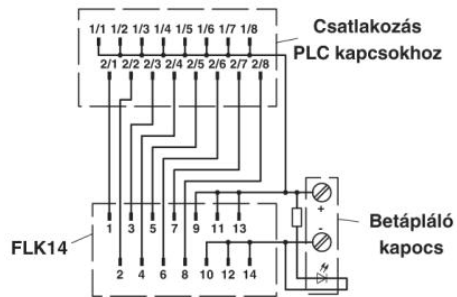 1/1 1/2 1/3 1/4 1/5 1/6 1/7 1/8
2/1 2/2 2/3 2/4 2/5 2/6 2/7 2/8
Csatlakozás
PLC kapcsokhoz
1 3 5 7 9 11 13
2 4 6 8 10 12 14
FLK14
+
-
Betápláló
kapocs